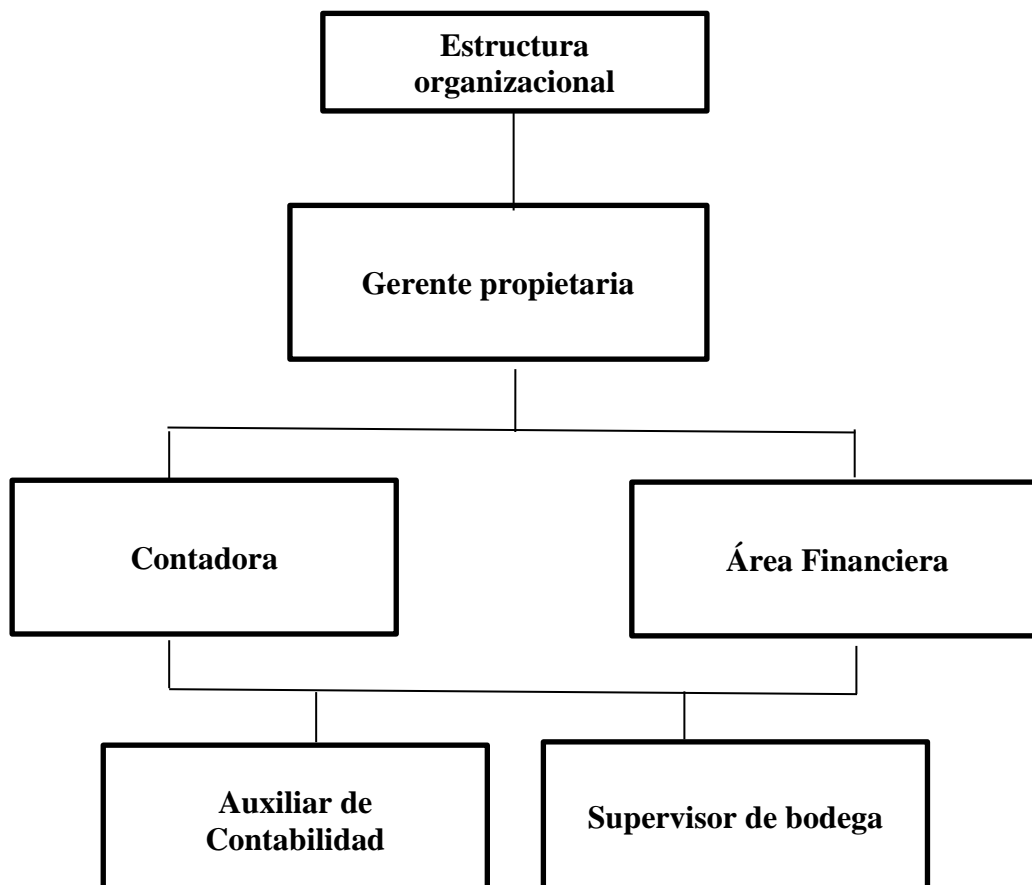 Estructura
organizacional
Gerente propietaria
Contadora
Área Financiera
Auxiliar de
Contabilidad
Supervisor de bodega